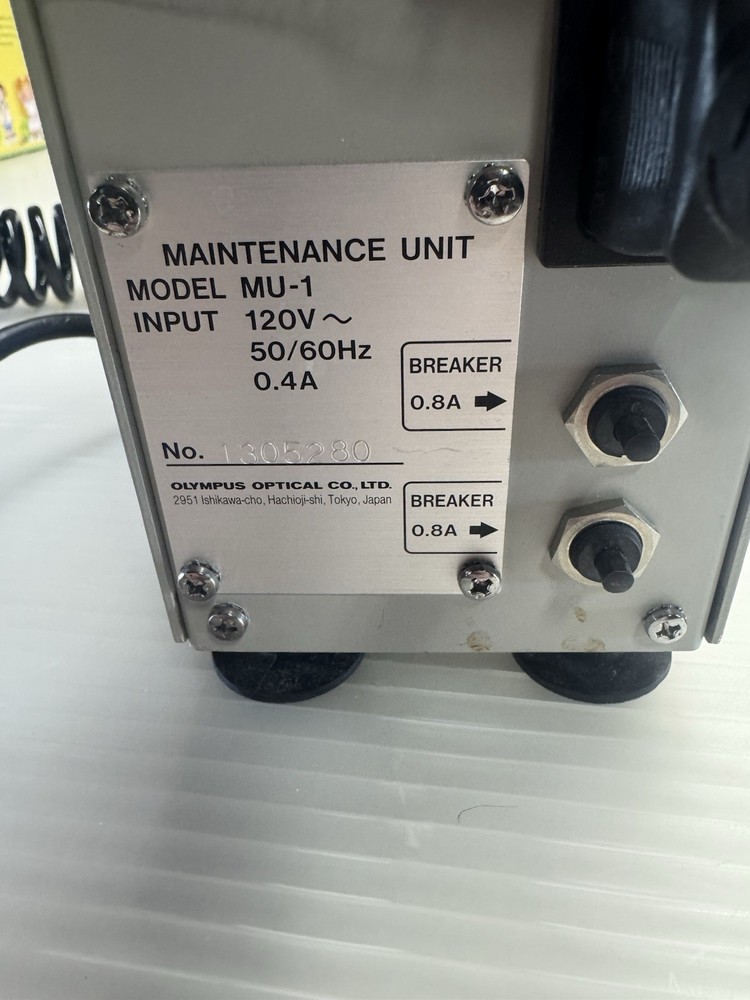 MAINTENANCE UNIT
MODEL MU-1
INPUT 120V~
50/60Hz
0.4A
BREAKER
0.8A ➡
No. 1305280
OLYMPUS OPTICAL CO., LTD.
2951 Ishikawa-cho, Hachioji-shi, Tokyo, Japan
BREAKER
0.8A ➡